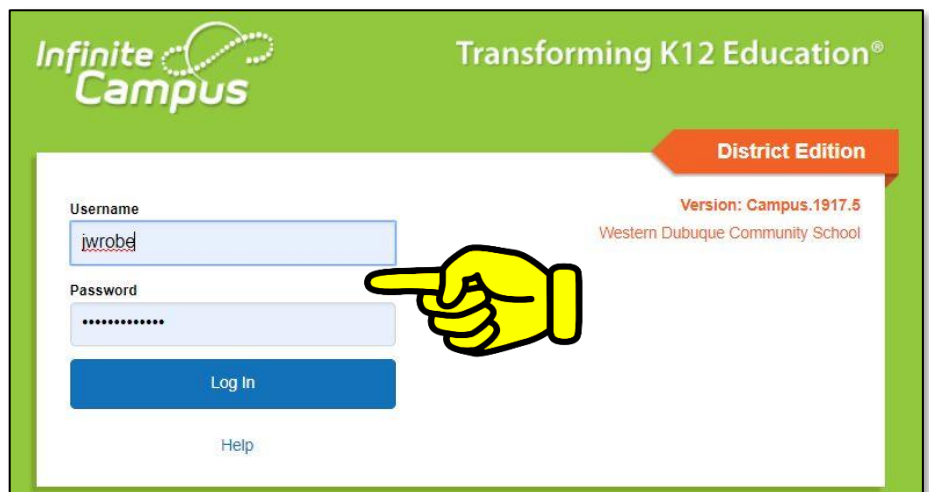 Infinite
Campus
Transforming K12 Education®
District Edition
Version: Campus.1917.5
Western Dubuque Community School
Username
jwrobe
Password
•••••••••••••
Log In
Help